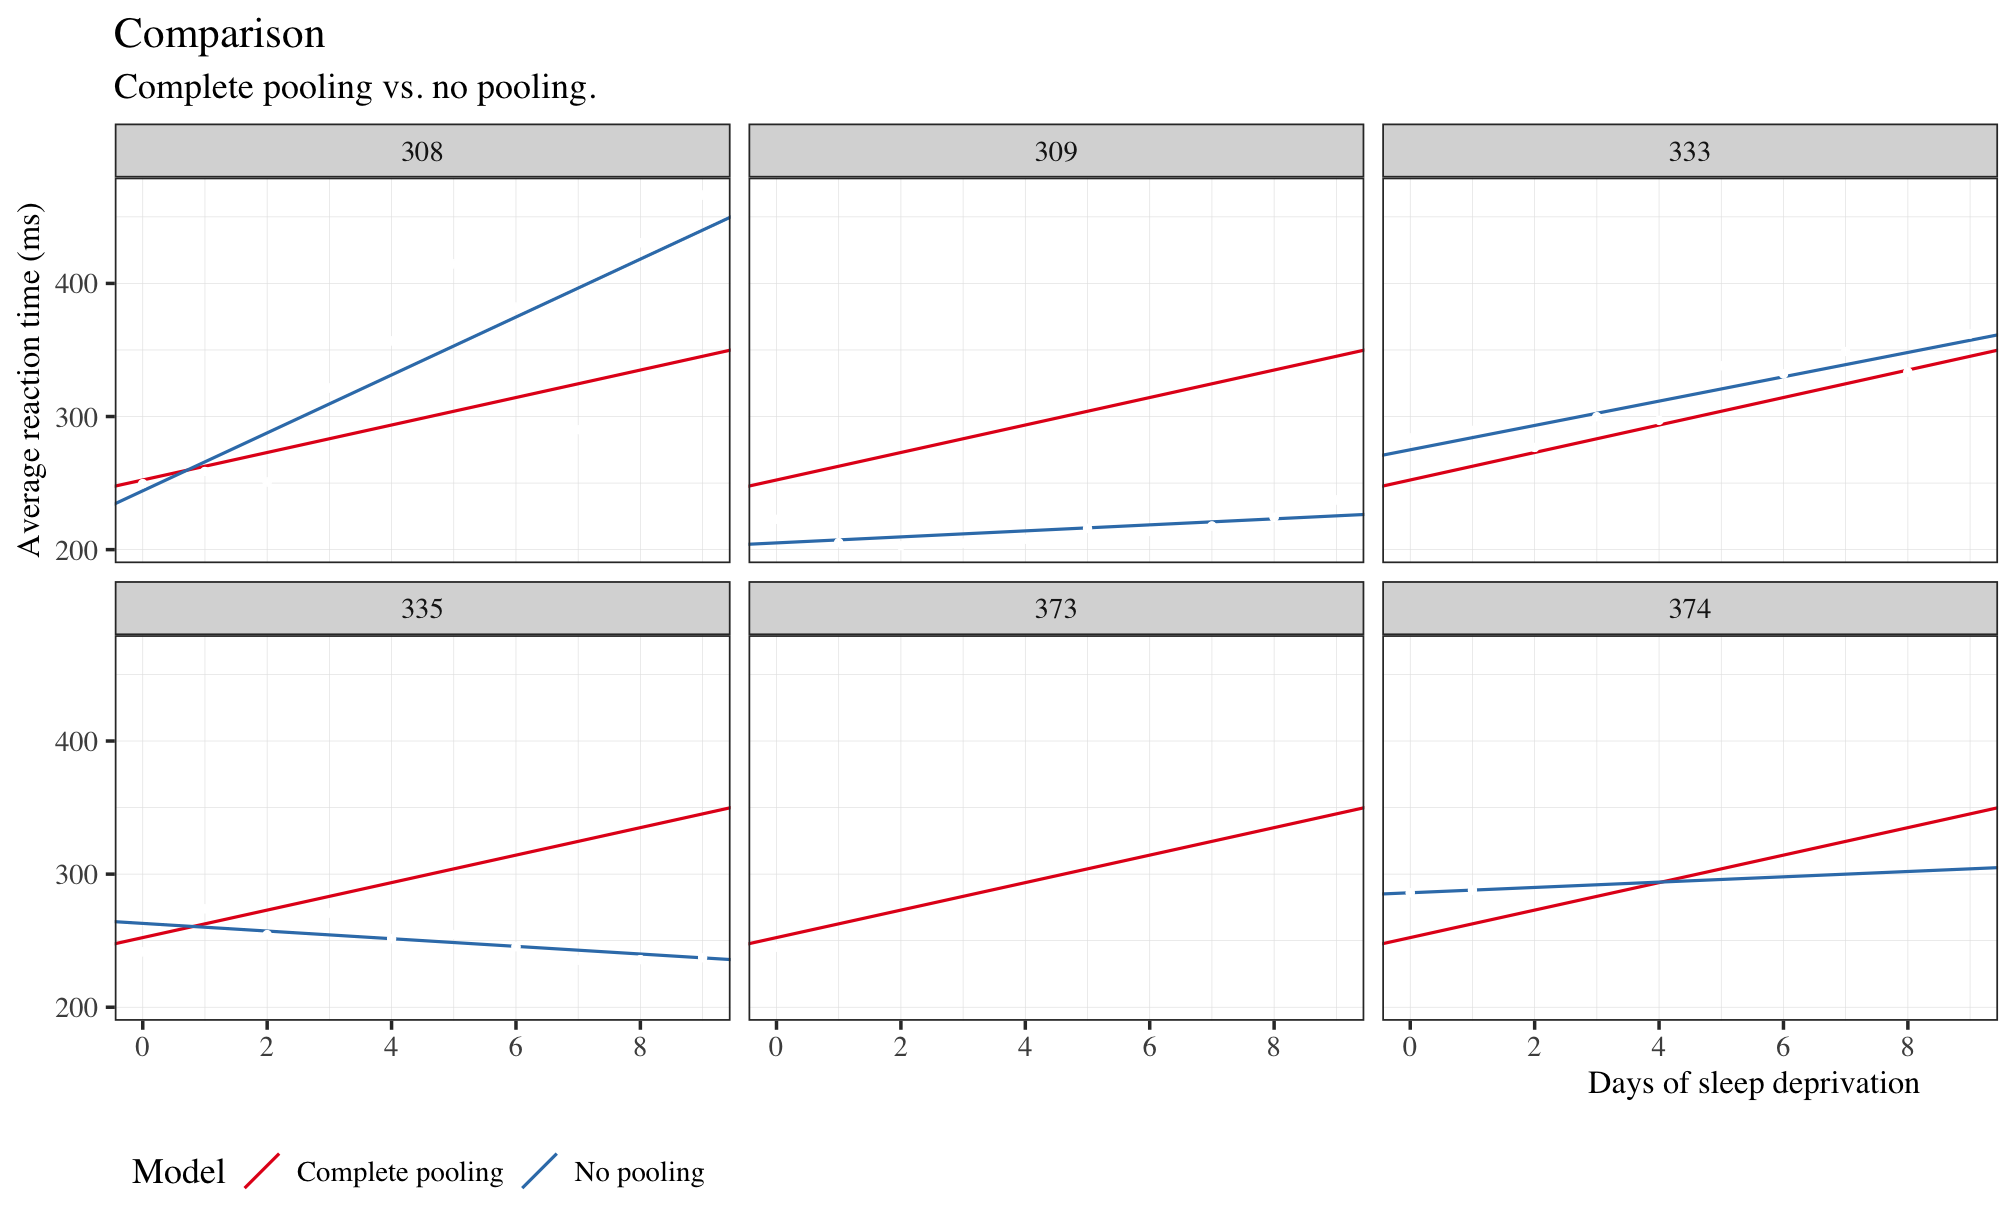 Comparison
Complete pooling vs. no pooling.
308
309
333
Average reaction time (ms)
400
300
200
335
373
374
400
300
200
0 2 4 6 8
0 2 4 6 8
0 2 4 6 8
Days of sleep deprivation
Model Complete pooling No pooling